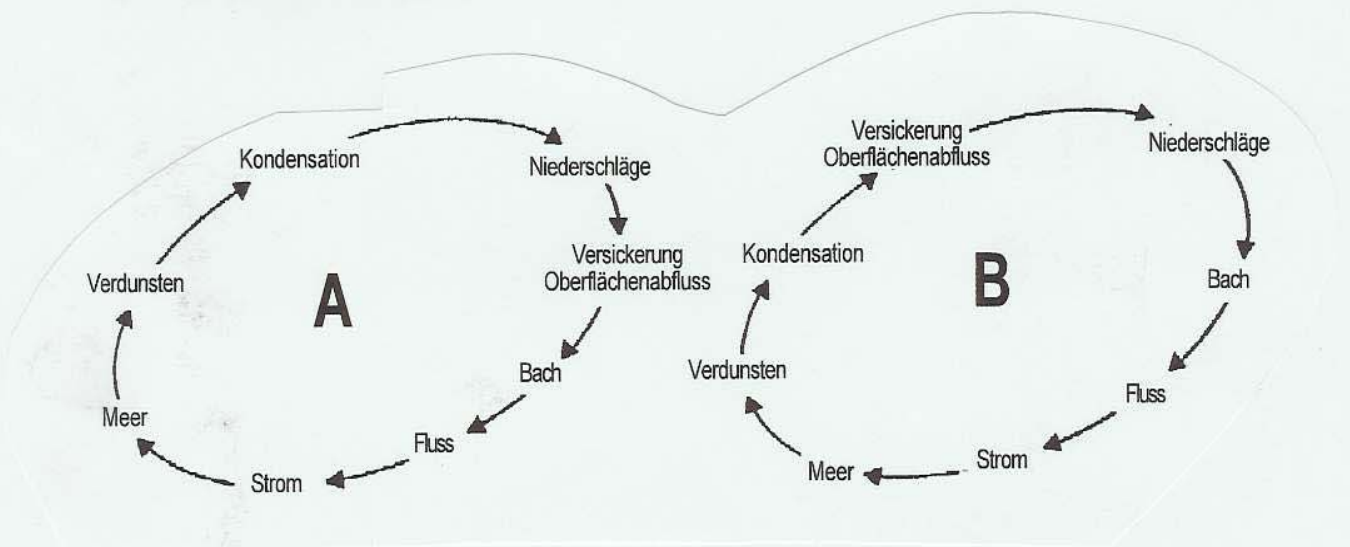 Kondensation
Niederschläge
Versickerung
Oberflächenabfluss
Bach
Fluss
Strom
Meer
Verdunsten
A
Versickerung
Oberflächenabfluss
Niederschläge
Bach
Fluss
Strom
Meer
Verdunsten
Kondensation
B